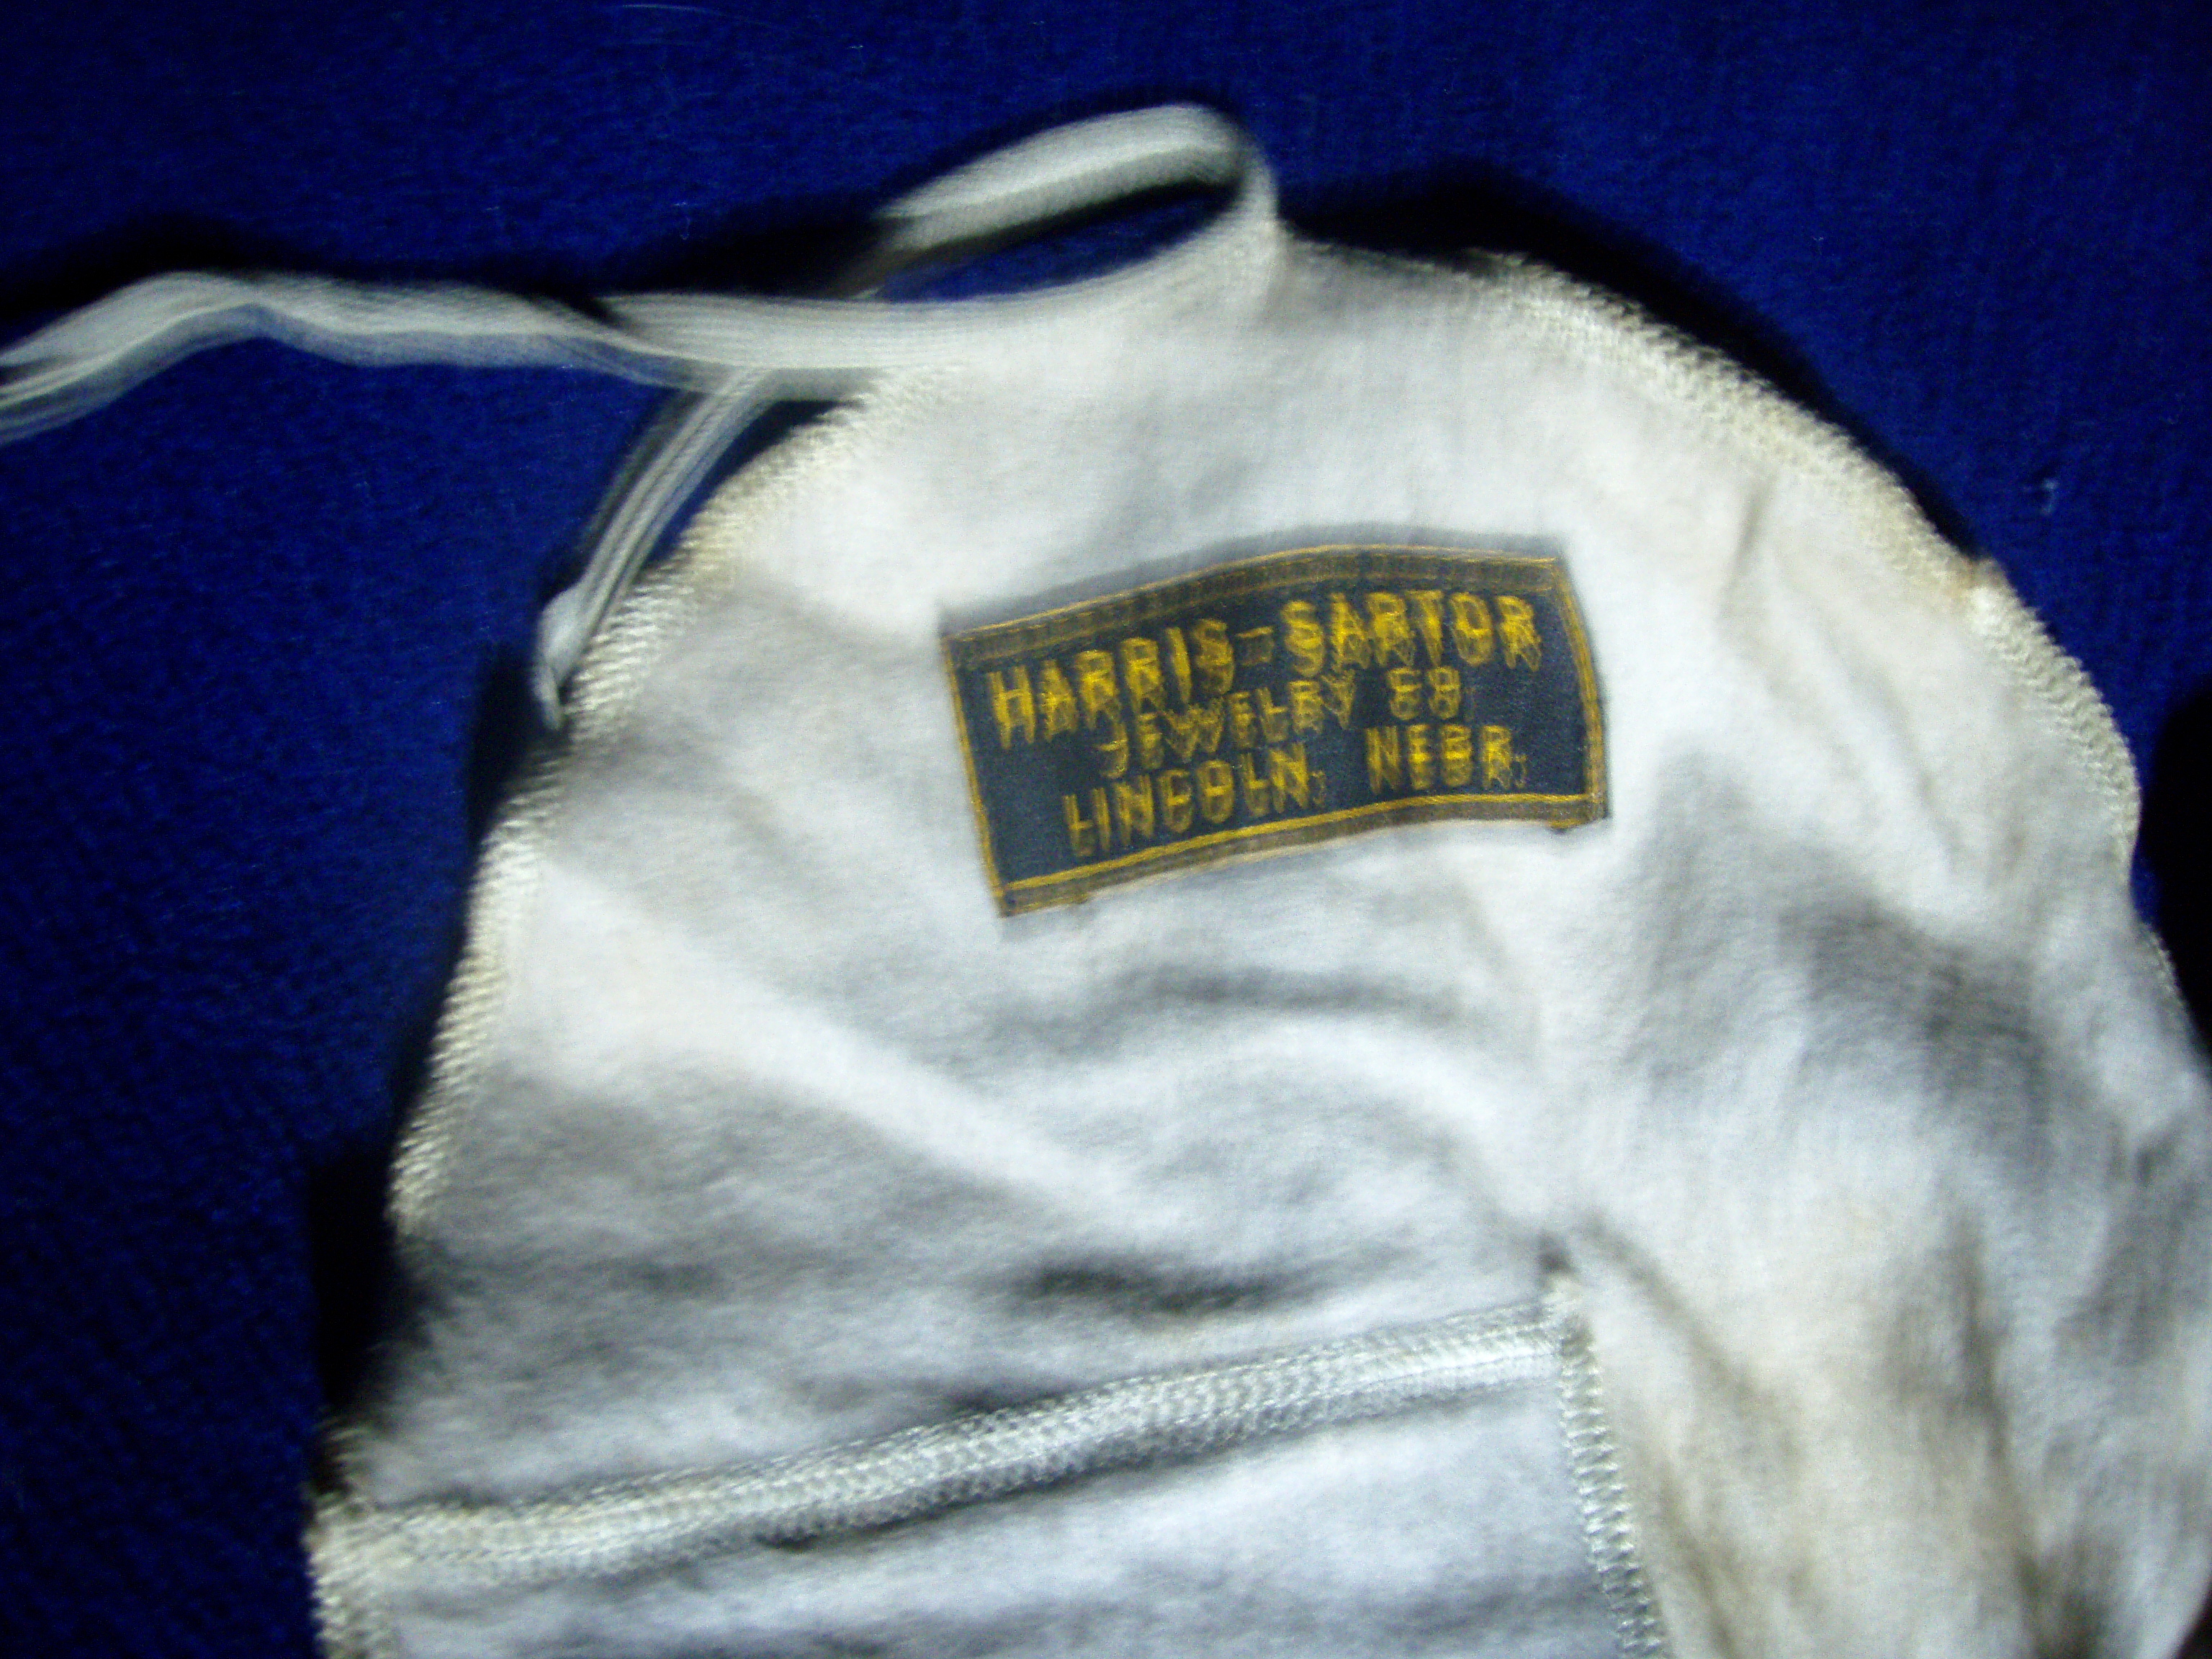 HARRIS-SARTOR
JEWELRY CO.
LINCOLN, NEBR.